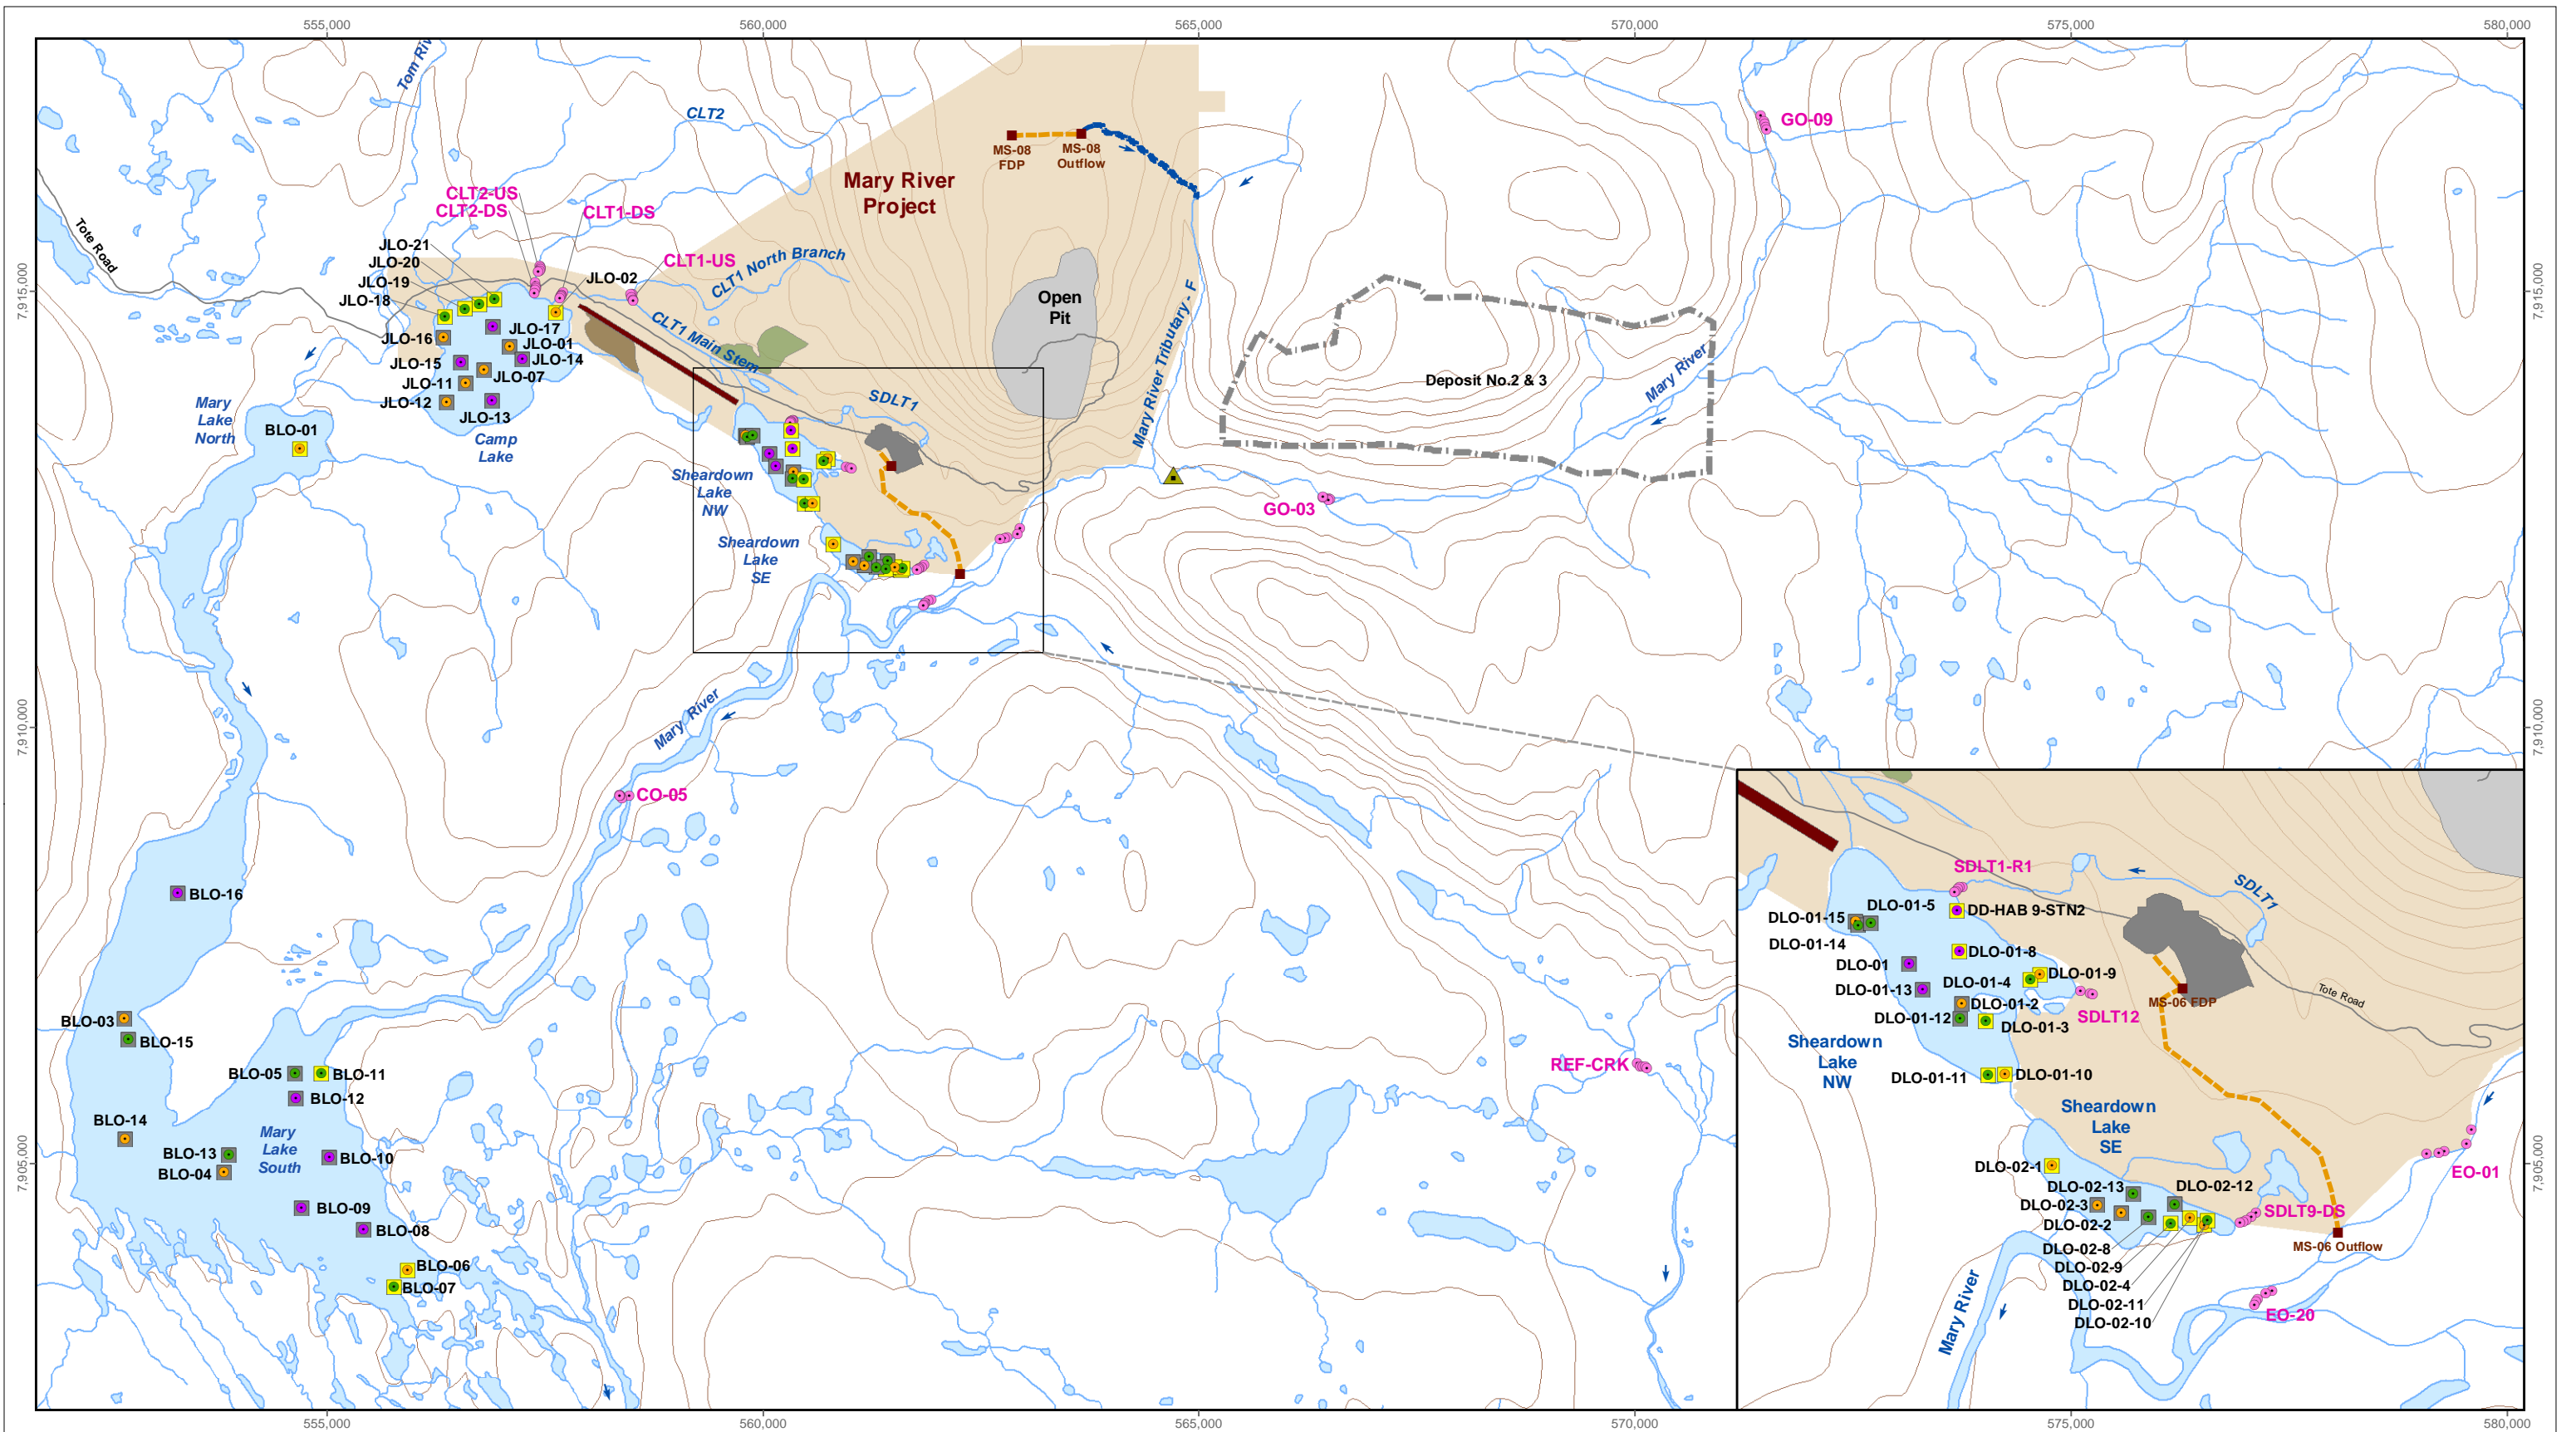 555,000
560,000
565,000
570,000
575,000
580,000
7,915,000
7,910,000
7,905,000
7,915,000
7,910,000
7,905,000
555,000
560,000
565,000
570,000
575,000
580,000
Tom Riv
CLT2
MS-08
FDP
MS-08
Outflow
GO-09
Mary River
Project
CLT2-US
CLT2-DS
CLT1-DS
CLT1-US
Tote Road
JLO-21
JLO-20
JLO-19
JLO-18
JLO-02
CLT1 North Branch
CLT1 Main Stem
JLO-17
JLO-16
JLO-01
JLO-15
JLO-14
JLO-11
JLO-07
JLO-12
JLO-13
Camp
Lake
Mary
Lake
North
BLO-01
Open
Pit
Mary River Tributary - F
Deposit No.2 & 3
Mary River
SDLT1
Sheardown
Lake
NW
Sheardown
Lake
SE
GO-03
Mary River
CO-05
BLO-16
BLO-03
BLO-15
BLO-05
BLO-11
BLO-12
BLO-14
BLO-13
BLO-04
Mary
Lake
South
BLO-10
BLO-09
BLO-08
BLO-06
BLO-07
REF-CRK
SDLT1-R1
SDLT1
DLO-01-5
DD-HAB 9-STN2
DLO-01-15
DLO-01-14
DLO-01-8
DLO-01
DLO-01-9
DLO-01-4
DLO-01-13
DLO-01-2
DLO-01-12
DLO-01-3
SDLT12
MS-06 FDP
Tote Road
Sheardown
Lake
NW
DLO-01-11
DLO-01-10
Sheardown
Lake
SE
DLO-02-1
DLO-02-13
DLO-02-12
DLO-02-3
DLO-02-2
DLO-02-8
DLO-02-9
DLO-02-4
DLO-02-11
DLO-02-10
EO-01
SDLT9-DS
MS-06 Outflow
EO-20
Mary River